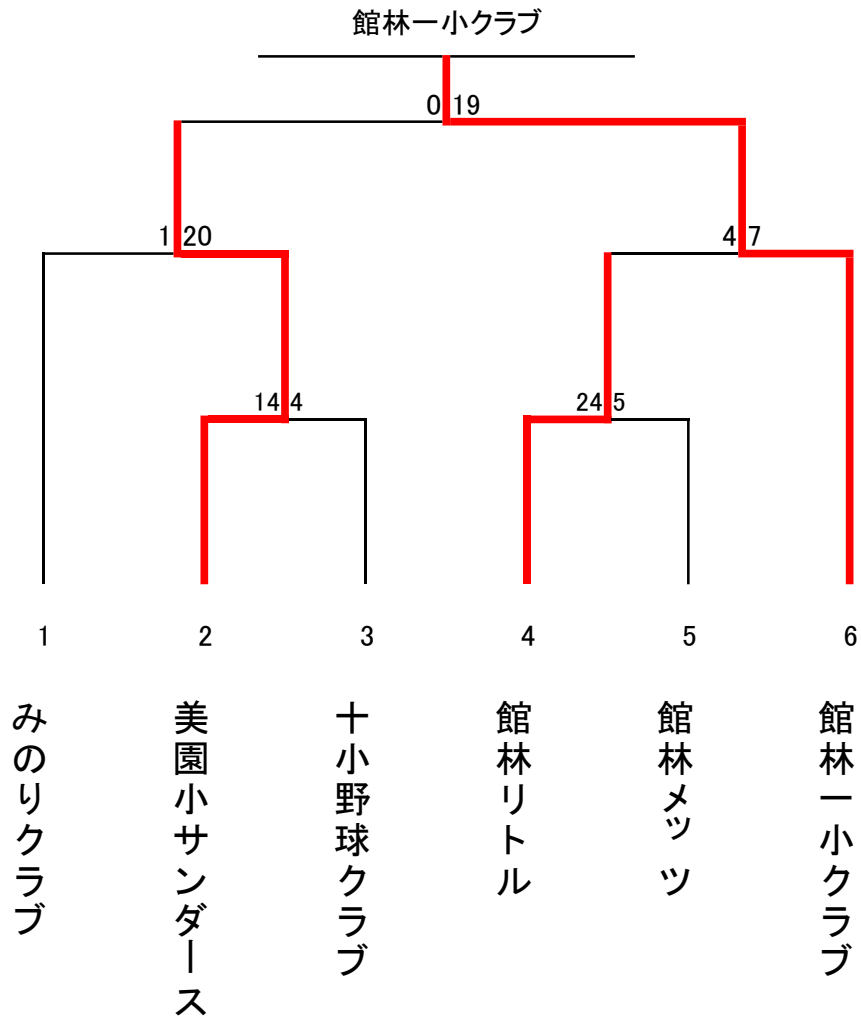 館林一小クラブ
0 19
1 20
4 7
14 4
24 5
1
2
3
4
5
6
みのりクラブ
美園小サンダース
十小野球クラブ
館林リトル
館林メッツ
館林一小クラブ